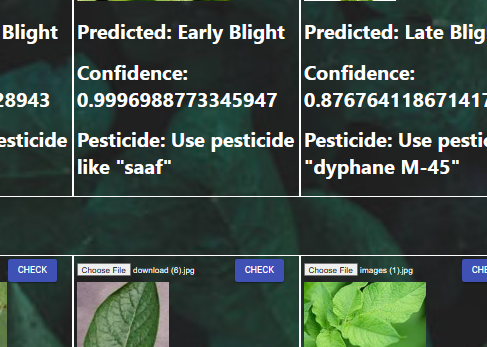 Blight
Predicted: Early Blight
Predicted: Late Blig
Confidence:
Confidence:
28943
0.9996988773345947
0.876764118671417
esticide
Pesticide: Use pesticide
Pesticide: Use pestic
like "saaf"
"dyphane M-45"
CHECK
Choose File download (6).jpg
CHECK
Choose File images (1).jpg
CHE